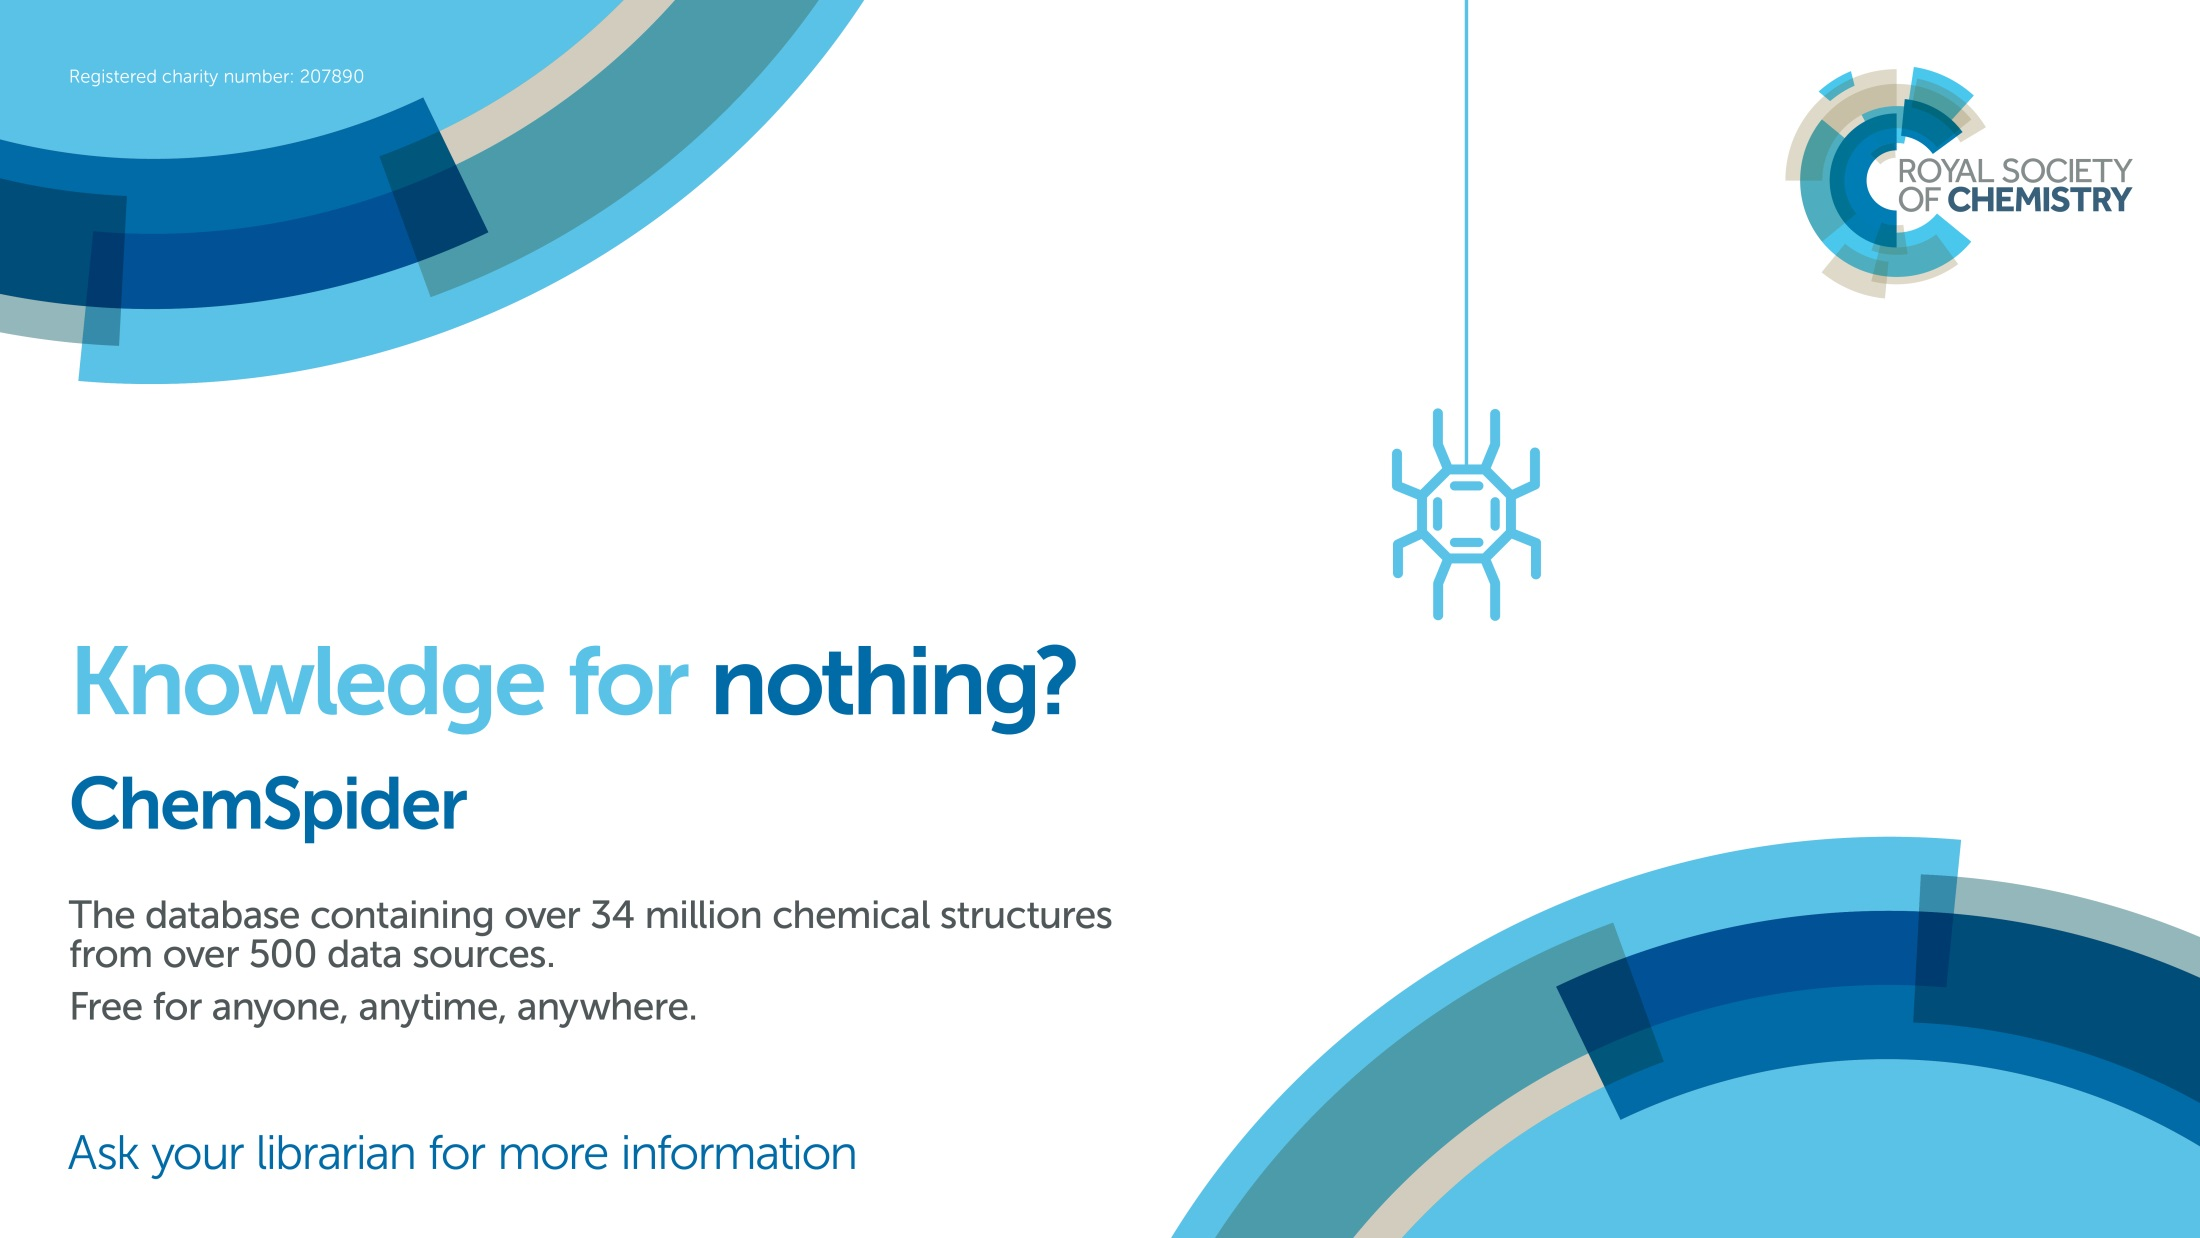 Registered charity number: 207890
ROYAL SOCIETY
OF CHEMISTRY
Knowledge for nothing?
ChemSpider
The database containing over 34 million chemical structures
from over 500 data sources.
Free for anyone, anytime, anywhere.
Ask your librarian for more information